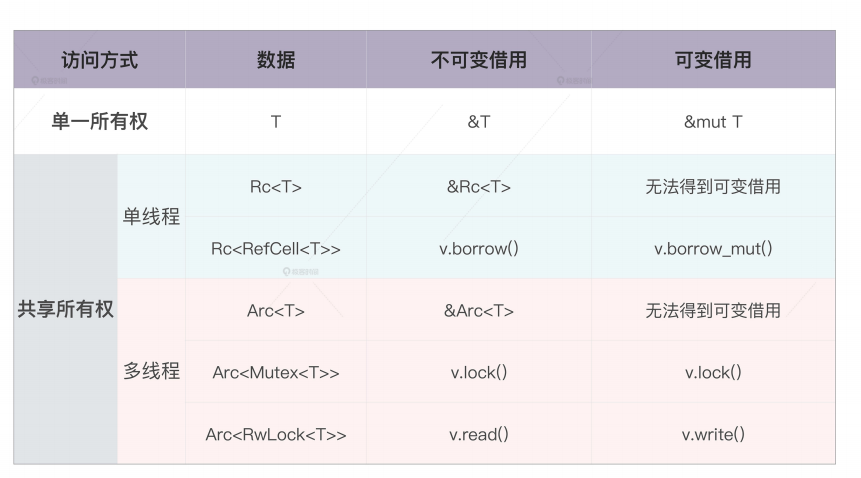 访问方式 数据 不可变借用 可变借用
单一所有权 T &T &mut T
共享所有权
单线程
Rc<T> &Rc<T> 无法得到可变借用
Rc<RefCell<T>> v.borrow() v.borrow_mut()
多线程
Arc<T> &Arc<T> 无法得到可变借用
Arc<Mutex<T>> v.lock() v.lock()
Arc<RwLock<T>> v.read() v.write()